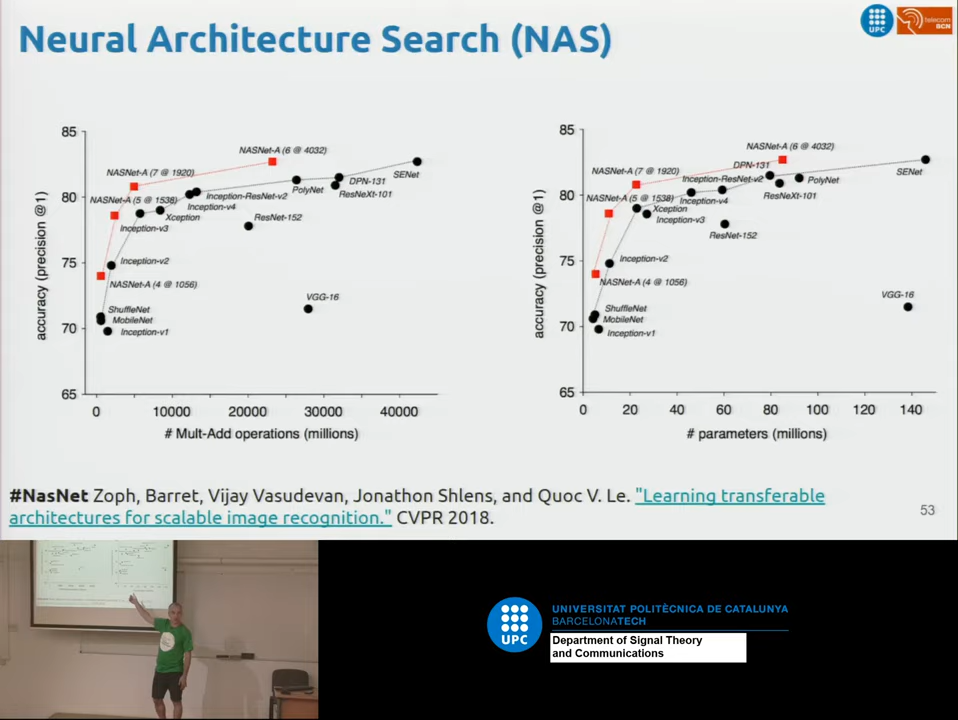 Neural Architecture Search (NAS)
UPC
telecom
BCN
85
80
75
70
65
accuracy (precision @1)
NASNet-A (6 @ 4032)
NASNet-A (7 @ 1920)
SENet
DPN-131
PolyNet
ResNeXt-101
Inception-ResNet-v2
NASNet-A (5 @ 1538)
Inception-v4
Xception
ResNet-152
Inception-v3
Inception-v2
NASNet-A (4 @ 1056)
VGG-16
ShuffleNet
MobileNet
Inception-v1
0 10000 20000 30000 40000
# Mult-Add operations (millions)
85
80
75
70
65
accuracy (precision @1)
NASNet-A (6 @ 4032)
DPN-131
NASNet-A (7 @ 1920)
SENet
Inception-ResNet-v2
PolyNet
ResNeXt-101
NASNet-A (5 @ 1538)
Inception-v4
Xception
Inception-v3
ResNet-152
Inception-v2
NASNet-A (4 @ 1056)
VGG-16
ShuffleNet
MobileNet
Inception-v1
0 20 40 60 80 100 120 140
# parameters (millions)
#NasNet Zoph, Barret, Vijay Vasudevan, Jonathon Shlens, and Quoc V. Le. "Learning transferable
architectures for scalable image recognition." CVPR 2018.
53
UPC
UNIVERSITAT POLITÈCNICA DE CATALUNYA
BARCELONATECH
Department of Signal Theory
and Communications